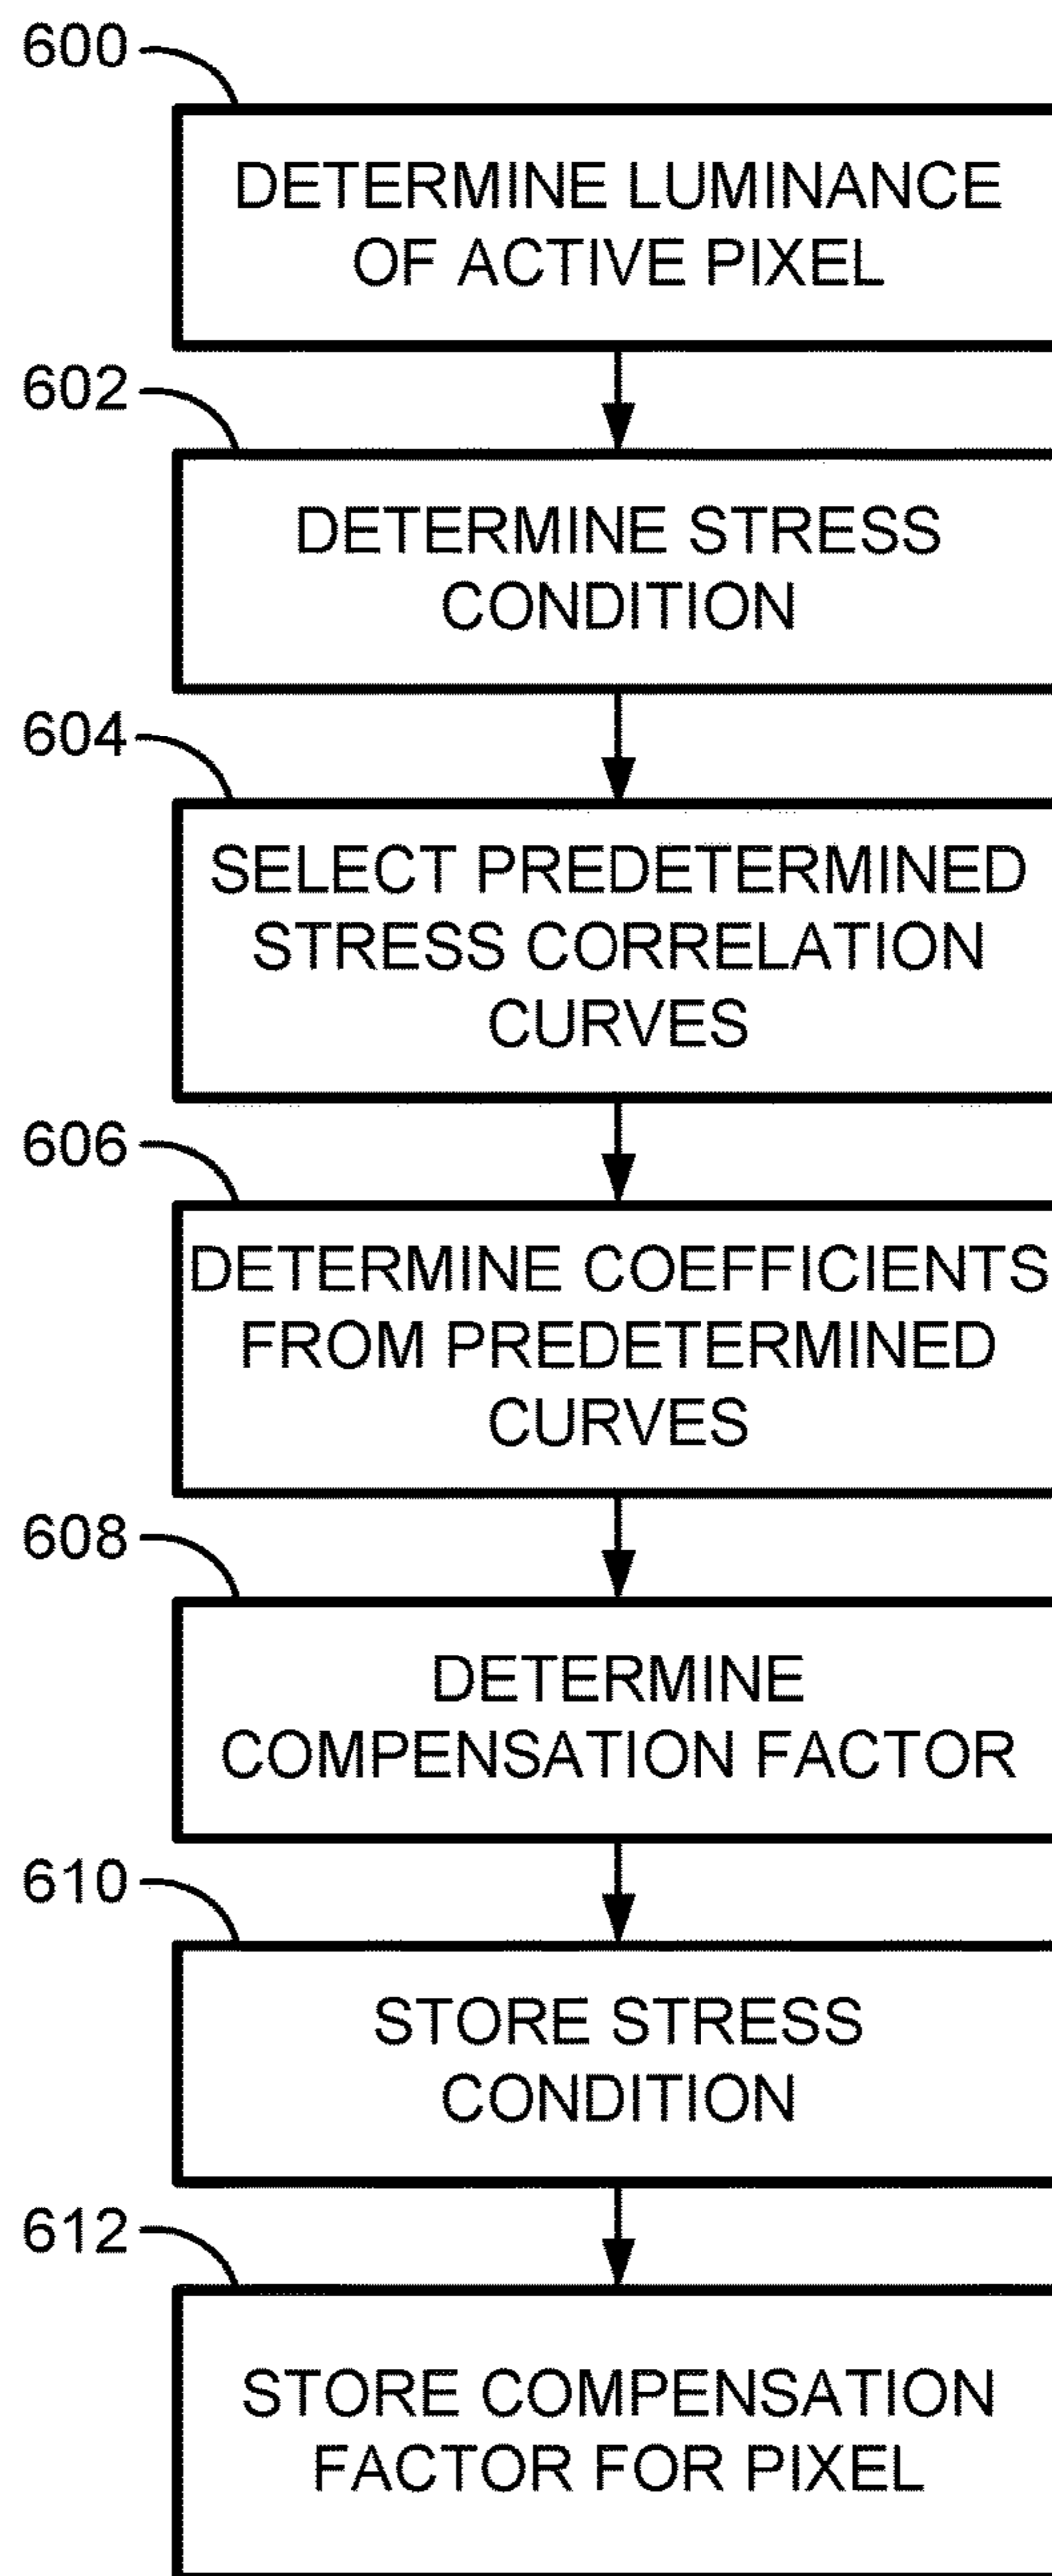 600
DETERMINE LUMINANCE
OF ACTIVE PIXEL
602
DETERMINE STRESS
CONDITION
604
SELECT PREDETERMINED
STRESS CORRELATION
CURVES
606
DETERMINE COEFFICIENTS
FROM PREDETERMINED
CURVES
608
DETERMINE
COMPENSATION FACTOR
610
STORE STRESS
CONDITION
612
STORE COMPENSATION
FACTOR FOR PIXEL